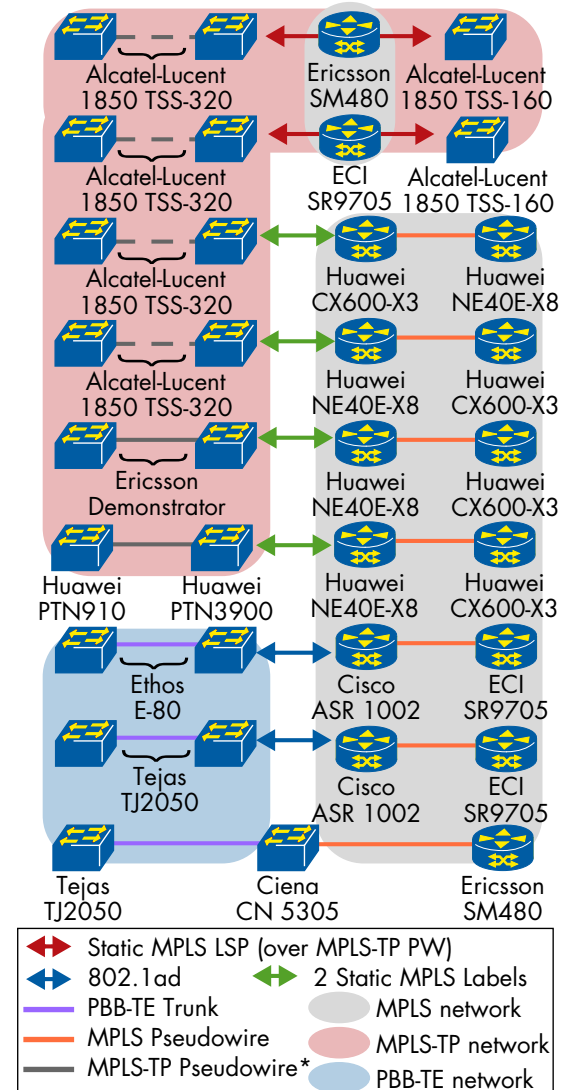 Alcatel-Lucent
1850 TSS-320
Ericsson
SM480
Alcatel-Lucent
1850 TSS-160
Alcatel-Lucent
1850 TSS-320
ECI
SR9705
Alcatel-Lucent
1850 TSS-160
Alcatel-Lucent
1850 TSS-320
Huawei
CX600-X3
Huawei
NE40E-X8
Alcatel-Lucent
1850 TSS-320
Huawei
NE40E-X8
Huawei
CX600-X3
Ericsson
Demonstrator
Huawei
NE40E-X8
Huawei
CX600-X3
Huawei
PTN910
Huawei
PTN3900
Huawei
NE40E-X8
Huawei
CX600-X3
Ethos
E-80
Cisco
ASR 1002
ECI
SR9705
Tejas
TJ2050
Cisco
ASR 1002
ECI
SR9705
Tejas
TJ2050
Ciena
CN 5305
Ericsson
SM480
Static MPLS LSP (over MPLS-TP PW)
802.1ad
2 Static MPLS Labels
PBB-TE Trunk
MPLS network
MPLS Pseudowire
MPLS-TP network
MPLS-TP Pseudowire*
PBB-TE network